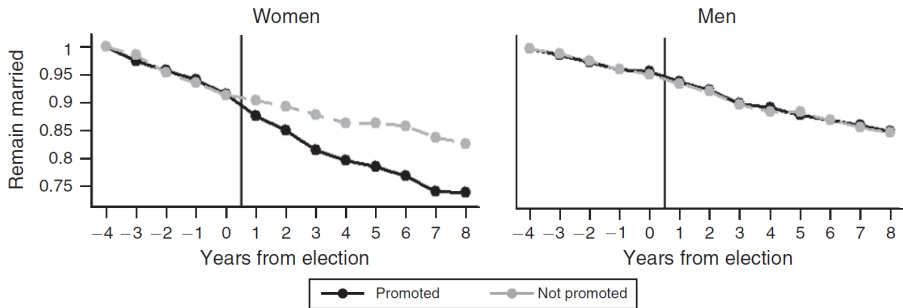 Women
Men
Remain married
1
0.95
0.9
0.85
0.8
0.75
−4 −3 −2 −1 0 1 2 3 4 5 6 7 8
−4 −3 −2 −1 0 1 2 3 4 5 6 7 8
Years from election
Years from election
Promoted
Not promoted